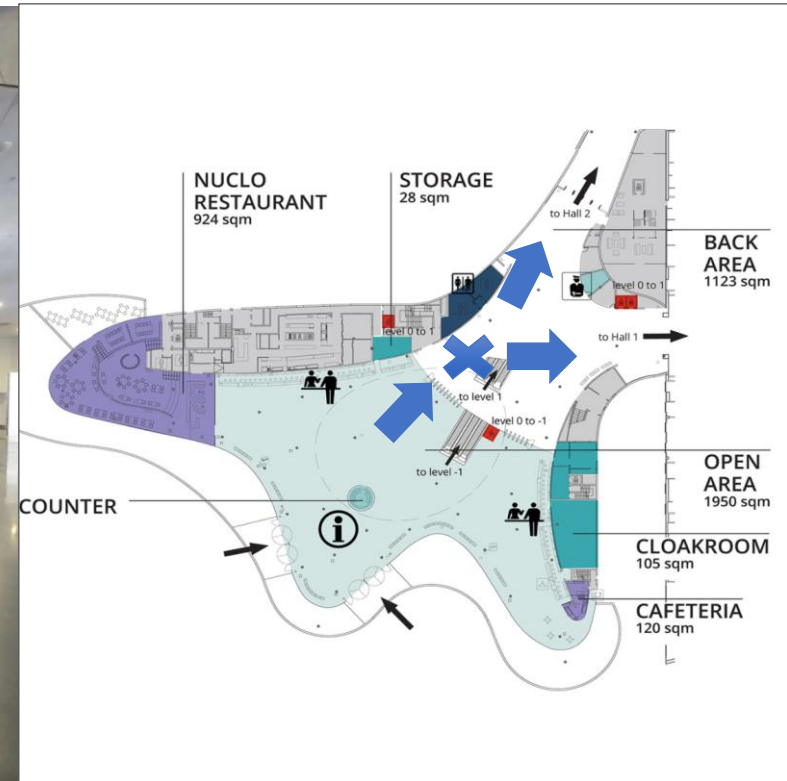 NUCLO
RESTAURANT
924 sqm
STORAGE
28 sqm
to Hall 2
BACK
AREA
1123 sqm
level 0 to 1
level 0 to 1
to Hall 1
to level 1
level 0 to -1
to level -1
OPEN
AREA
1950 sqm
COUNTER
i
CLOAKROOM
105 sqm
CAFETERIA
120 sqm